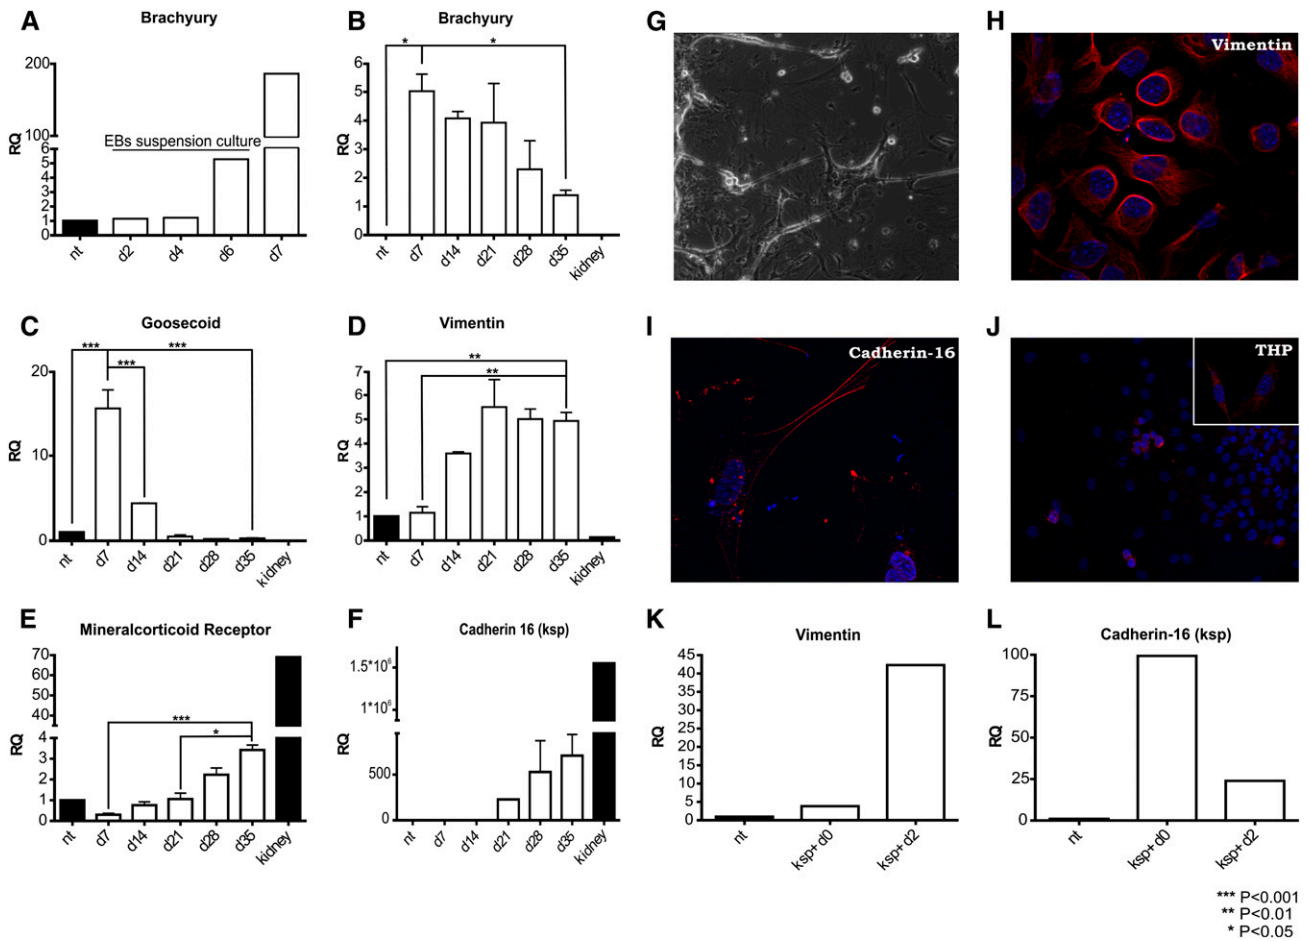 A
Brachyury
RQ
200
100
6
5
4
3
2
1
0
EBs suspension culture
nt
d2
d4
d6
d7
B
Brachyury
RQ
6
5
4
3
2
1
0
*
*
nt
d7
d14
d21
d28
d35
kidney
G
H
Vimentin
C
Goosecoid
RQ
20
10
0
***
***
***
nt
d7
d14
d21
d28
d35
kidney
D
Vimentin
RQ
7
6
5
4
3
2
1
0
**
**
nt
d7
d14
d21
d28
d35
kidney
I
Cadherin-16
J
THP
E
Mineralcorticoid Receptor
RQ
70
60
50
40
4
3
2
1
0
***
*
nt
d7
d14
d21
d28
d35
kidney
F
Cadherin 16 (ksp)
RQ
1.5*10⁶
1*10⁶
500
0
nt
d7
d14
d21
d28
d35
kidney
K
Vimentin
RQ
45
40
35
30
25
20
15
10
5
0
nt
ksp+ d0
ksp+ d2
L
Cadherin-16 (ksp)
RQ
100
75
50
25
0
nt
ksp+ d0
ksp+ d2
*** P<0.001
** P<0.01
* P<0.05